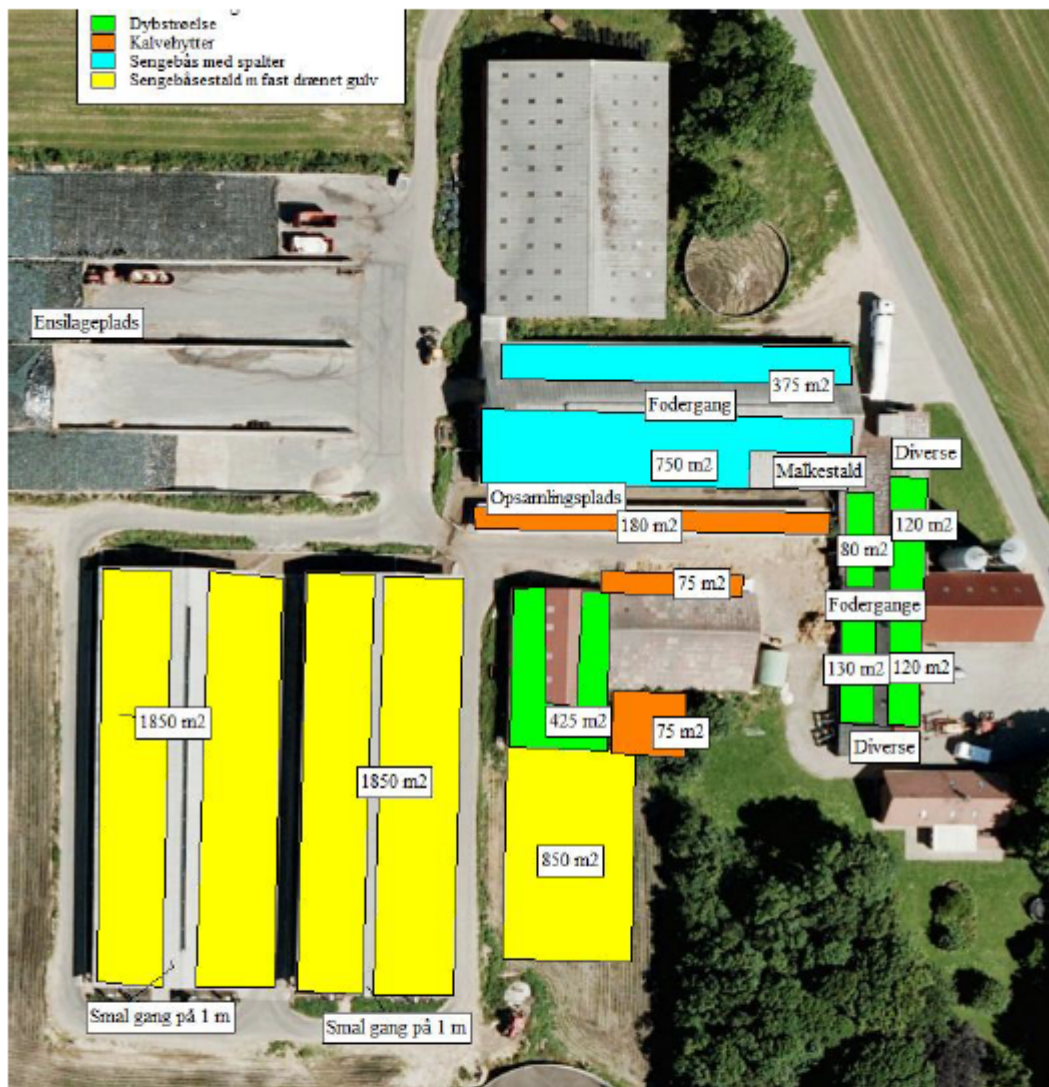 Dybstrøelse
Kalvehytter
Sengebås med spalter
Sengebåsestald m fast drænet gulv
Ensilageplads
375 m2
Fodergang
750 m2
Malkestald
Diverse
Opsamlingsplads
180 m2
120 m2
80 m2
75 m2
Fodergange
130 m2
120 m2
1850 m2
425 m2
75 m2
Diverse
1850 m2
850 m2
Smal gang på 1 m
Smal gang på 1 m